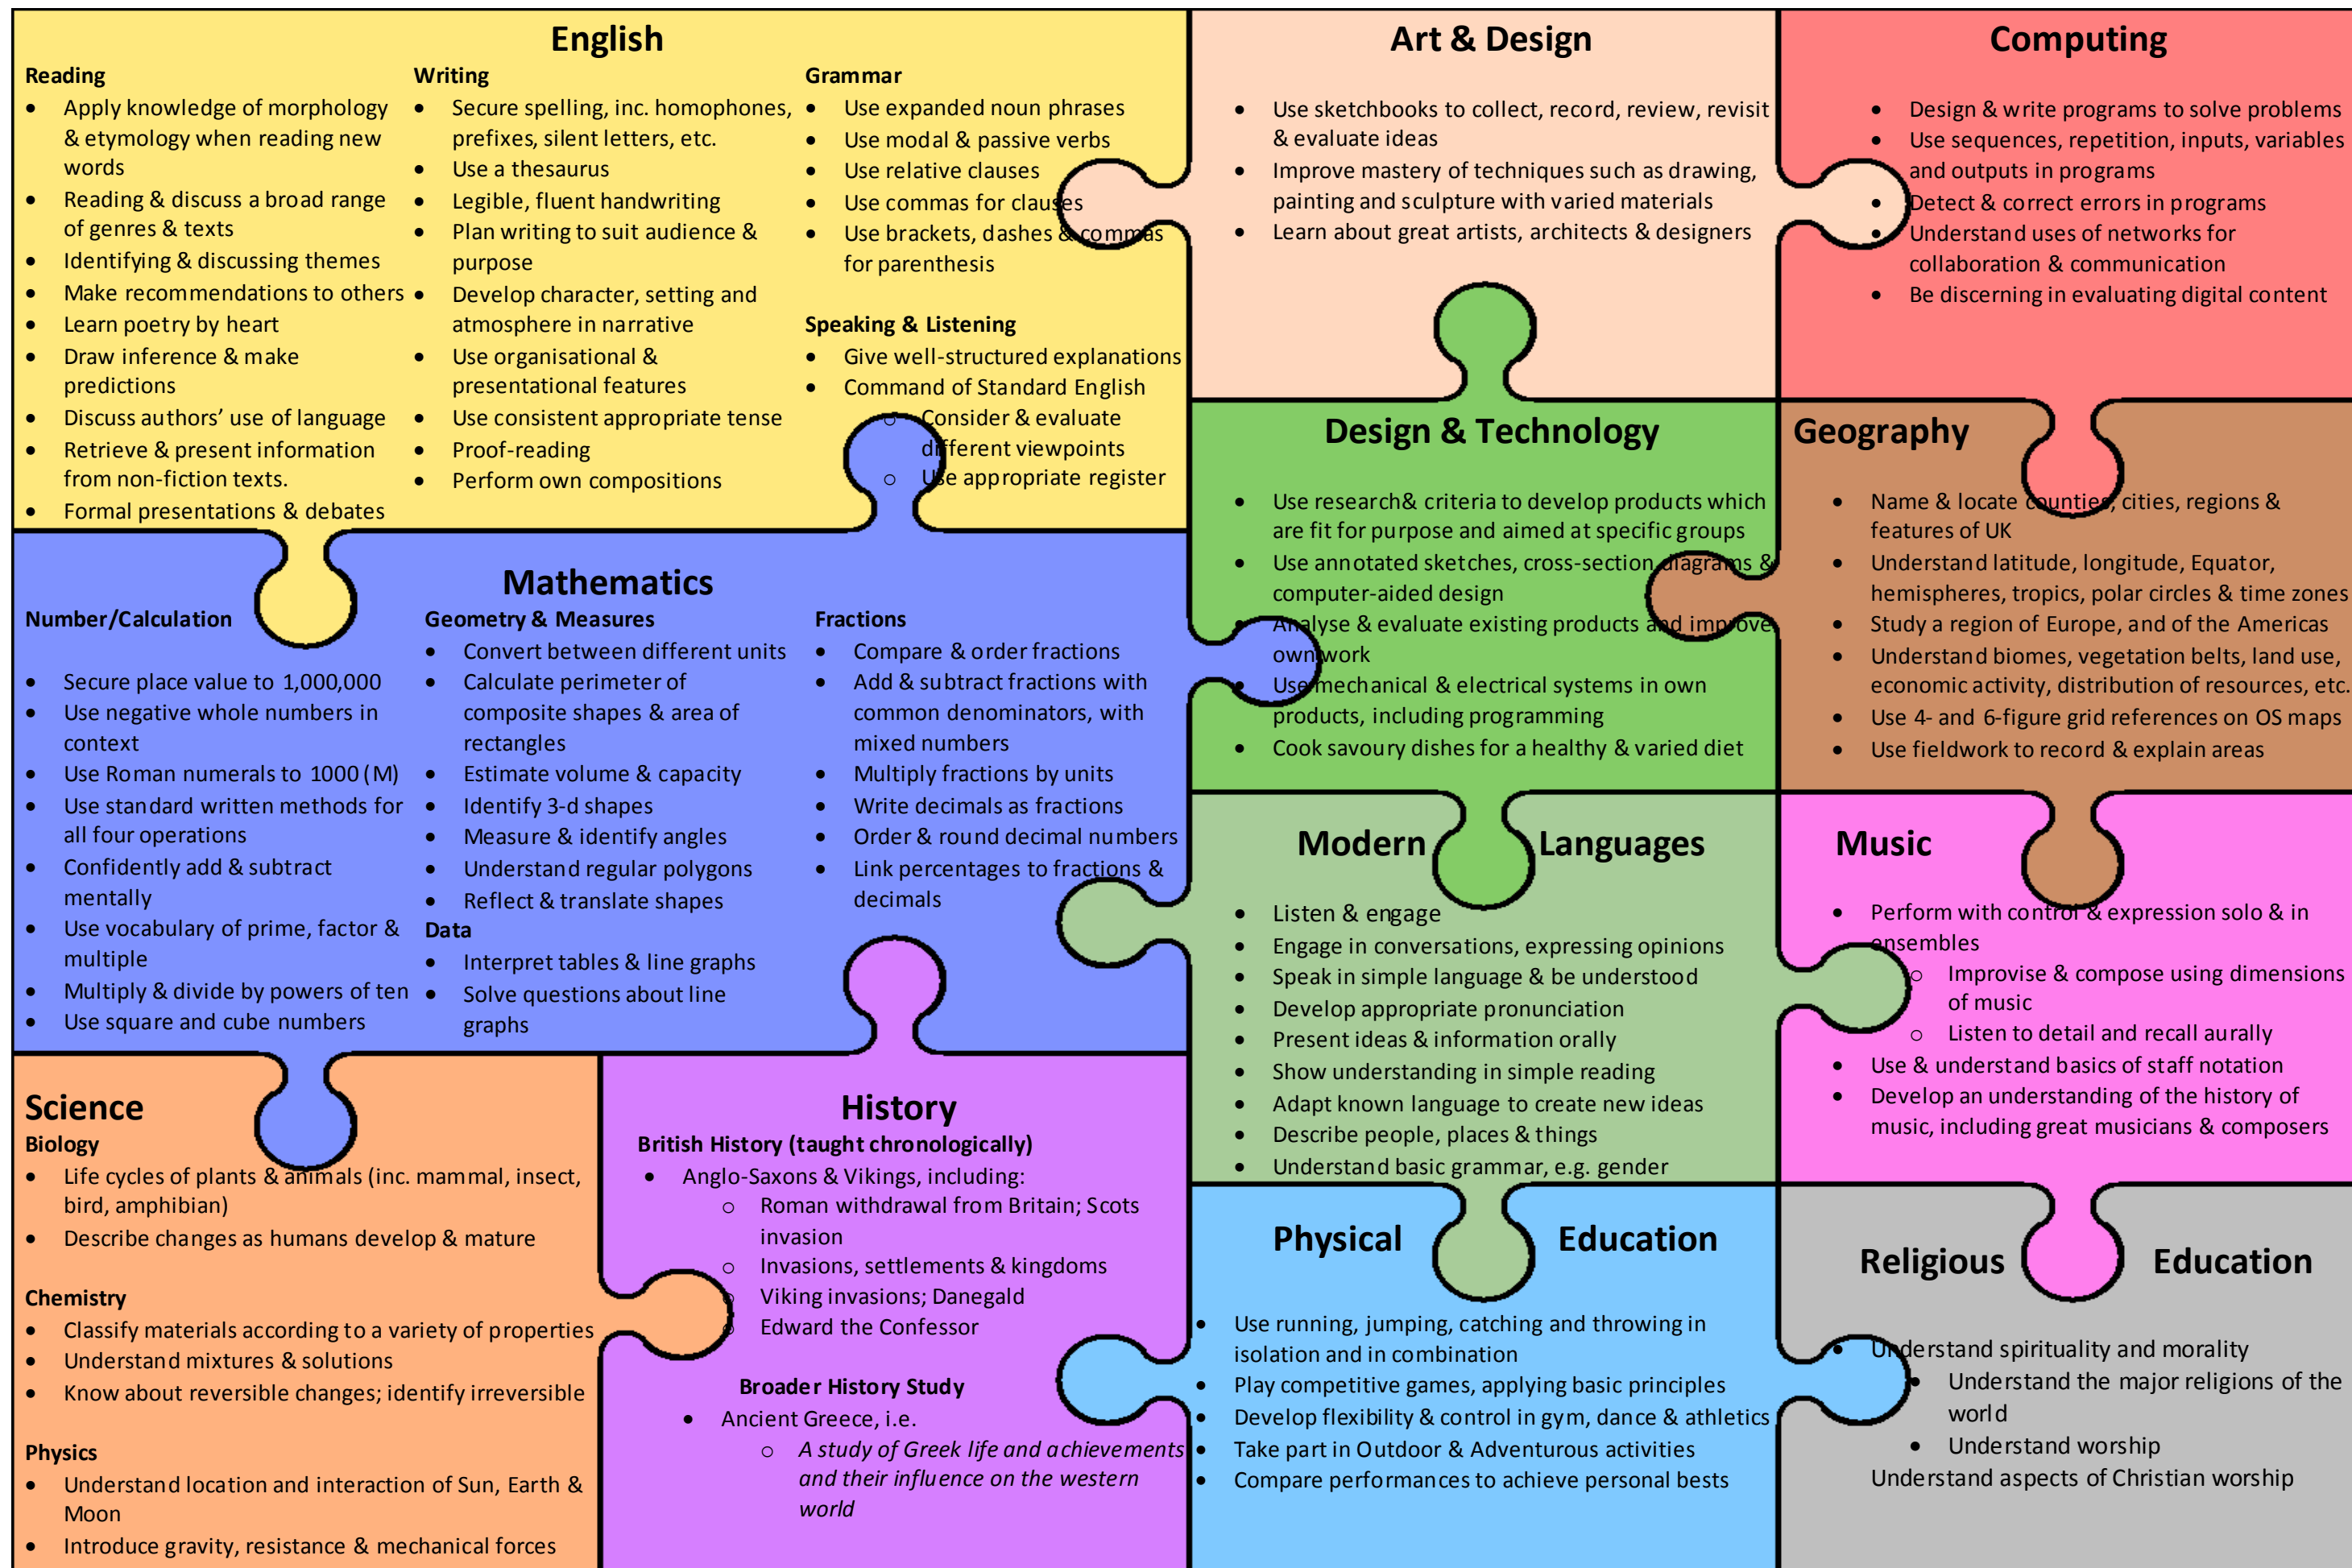 English
Reading
• Apply knowledge of morphology
& etymology when reading new
words
• Reading & discuss a broad range
of genres & texts
• Identifying & discussing themes
• Make recommendations to others
• Learn poetry by heart
• Draw inference & make
predictions
• Discuss authors’ use of language
• Retrieve & present information
from non-fiction texts.
• Formal presentations & debates
Writing
• Secure spelling, inc. homophones,
prefixes, silent letters, etc.
• Use a thesaurus
• Legible, fluent handwriting
• Plan writing to suit audience &
purpose
• Develop character, setting and
atmosphere in narrative
• Use organisational &
presentational features
• Use consistent appropriate tense
• Proof-reading
• Perform own compositions
Grammar
• Use expanded noun phrases
• Use modal & passive verbs
• Use relative clauses
• Use commas for clauses
• Use brackets, dashes & commas
for parenthesis
Speaking & Listening
• Give well-structured explanations
• Command of Standard English
o Consider & evaluate
different viewpoints
o Use appropriate register
Art & Design
• Use sketchbooks to collect, record, review, revisit
& evaluate ideas
• Improve mastery of techniques such as drawing,
painting and sculpture with varied materials
• Learn about great artists, architects & designers
Computing
• Design & write programs to solve problems
• Use sequences, repetition, inputs, variables
and outputs in programs
• Detect & correct errors in programs
• Understand uses of networks for
collaboration & communication
• Be discerning in evaluating digital content
Design & Technology
• Use research& criteria to develop products which
are fit for purpose and aimed at specific groups
• Use annotated sketches, cross-section diagrams &
computer-aided design
• Analyse & evaluate existing products and improve
own work
• Use mechanical & electrical systems in own
products, including programming
• Cook savoury dishes for a healthy & varied diet
Geography
• Name & locate counties, cities, regions &
features of UK
• Understand latitude, longitude, Equator,
hemispheres, tropics, polar circles & time zones
• Study a region of Europe, and of the Americas
• Understand biomes, vegetation belts, land use,
economic activity, distribution of resources, etc.
• Use 4- and 6-figure grid references on OS maps
• Use fieldwork to record & explain areas
Mathematics
Number/Calculation
• Secure place value to 1,000,000
• Use negative whole numbers in
context
• Use Roman numerals to 1000 (M)
• Use standard written methods for
all four operations
• Confidently add & subtract
mentally
• Use vocabulary of prime, factor &
multiple
• Multiply & divide by powers of ten
• Use square and cube numbers
Geometry & Measures
• Convert between different units
• Calculate perimeter of
composite shapes & area of
rectangles
• Estimate volume & capacity
• Identify 3-d shapes
• Measure & identify angles
• Understand regular polygons
• Reflect & translate shapes
Data
• Interpret tables & line graphs
• Solve questions about line
graphs
Fractions
• Compare & order fractions
• Add & subtract fractions with
common denominators, with
mixed numbers
• Multiply fractions by units
• Write decimals as fractions
• Order & round decimal numbers
• Link percentages to fractions &
decimals
Modern Languages
• Listen & engage
• Engage in conversations, expressing opinions
• Speak in simple language & be understood
• Develop appropriate pronunciation
• Present ideas & information orally
• Show understanding in simple reading
• Adapt known language to create new ideas
• Describe people, places & things
• Understand basic grammar, e.g. gender
Music
• Perform with control & expression solo & in
ensembles
o Improvise & compose using dimensions
of music
o Listen to detail and recall aurally
• Use & understand basics of staff notation
• Develop an understanding of the history of
music, including great musicians & composers
Science
Biology
• Life cycles of plants & animals (inc. mammal, insect,
bird, amphibian)
• Describe changes as humans develop & mature
Chemistry
• Classify materials according to a variety of properties
• Understand mixtures & solutions
• Know about reversible changes; identify irreversible
Physics
• Understand location and interaction of Sun, Earth &
Moon
• Introduce gravity, resistance & mechanical forces
History
British History (taught chronologically)
• Anglo-Saxons & Vikings, including:
o Roman withdrawal from Britain; Scots
invasion
o Invasions, settlements & kingdoms
o Viking invasions; Danegald
o Edward the Confessor
Broader History Study
• Ancient Greece, i.e.
o A study of Greek life and achievements
and their influence on the western
world
Physical Education
• Use running, jumping, catching and throwing in
isolation and in combination
• Play competitive games, applying basic principles
• Develop flexibility & control in gym, dance & athletics
• Take part in Outdoor & Adventurous activities
• Compare performances to achieve personal bests
Religious Education
• Understand spirituality and morality
• Understand the major religions of the
world
• Understand worship
Understand aspects of Christian worship